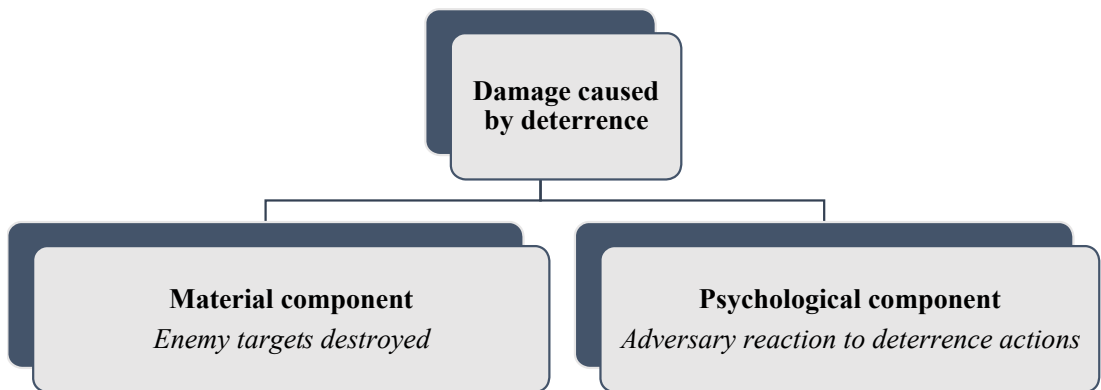 Damage caused
by deterrence
Material component
Enemy targets destroyed
Psychological component
Adversary reaction to deterrence actions